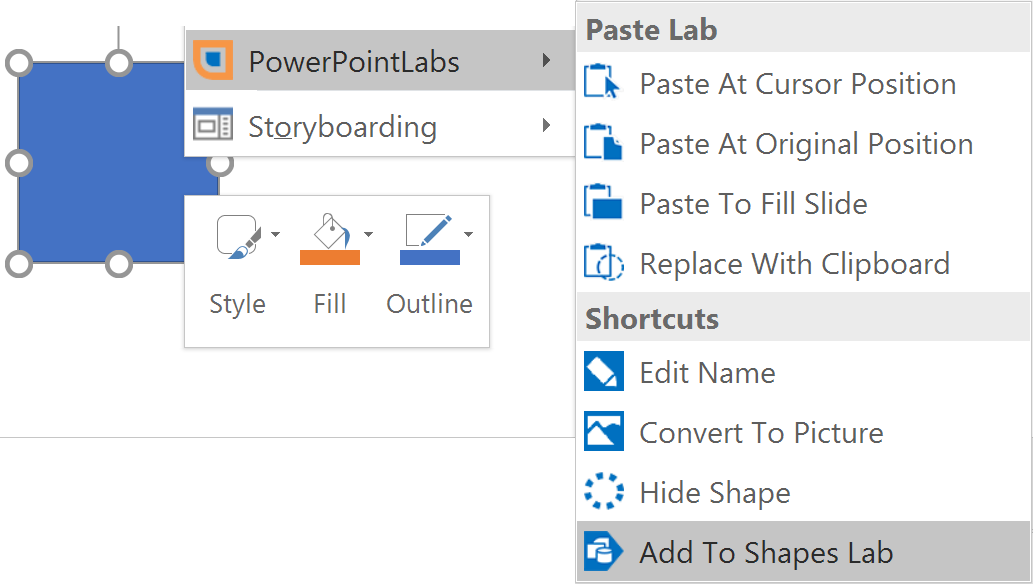 PowerPointLabs
Storyboarding
Style Fill Outline
Paste Lab
Paste At Cursor Position
Paste At Original Position
Paste To Fill Slide
Replace With Clipboard
Shortcuts
Edit Name
Convert To Picture
Hide Shape
Add To Shapes Lab